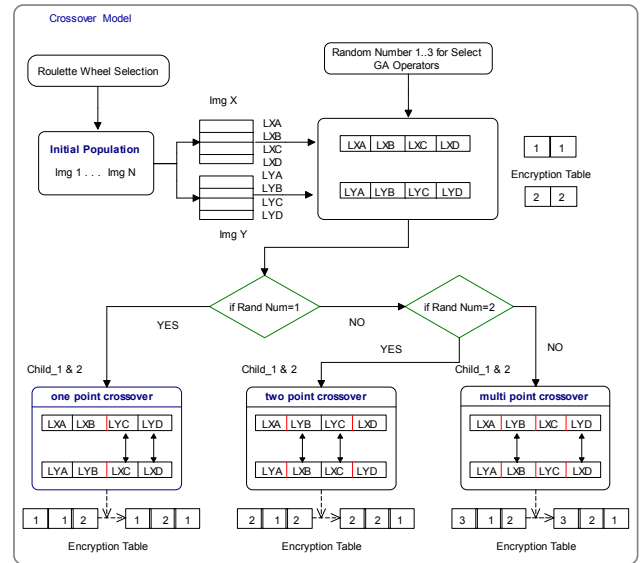 Crossover Model
Roulette Wheel Selection
Random Number 1..3 for Select
GA Operators
Img X
Initial Population
Img 1 . . . Img N
LXA
LXB
LXC
LXD
LYA
LYB
LYC
LYD
Img Y
LXA LXB LXC LXD
LYA LYB LYC LYD
1 1
Encryption Table
2 2
if Rand Num=1
if Rand Num=2
YES
NO
YES
NO
Child_1 & 2
Child_1 & 2
Child_1 & 2
one point crossover
LXA LXB LYC LYD
LYA LYB LXC LXD
two point crossover
LXA LYB LYC LXD
LYA LXB LXC LYD
multi point crossover
LXA LYB LXC LYD
LYA LXB LYC LXD
1 1 2 1 2 1
2 1 2 2 2 1
3 1 2 3 2 1
Encryption Table
Encryption Table
Encryption Table